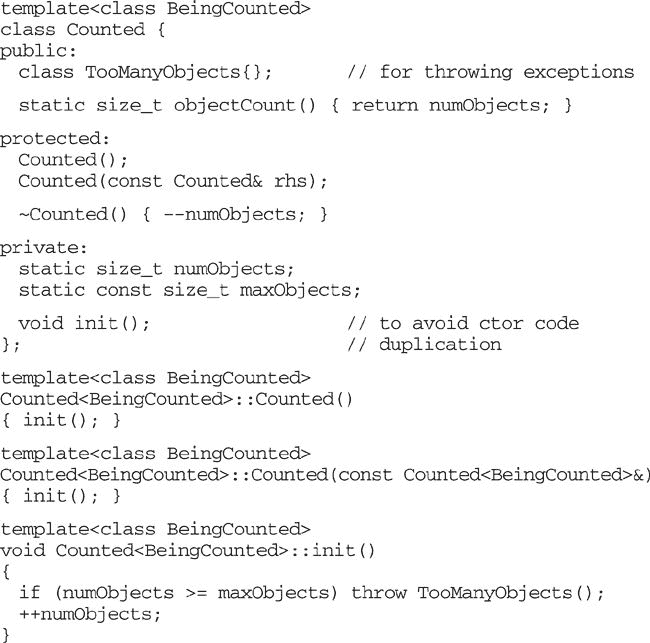 template<class BeingCounted>
class Counted {
public:
  class TooManyObjects{};        // for throwing exceptions
  static size_t objectCount() { return numObjects; }
protected:
  Counted();
  Counted(const Counted& rhs);
  ~Counted() { --numObjects; }
private:
  static size_t numObjects;
  static const size_t maxObjects;
  void init();                   // to avoid ctor code
};                               // duplication
template<class BeingCounted>
Counted<BeingCounted>::Counted()
{ init(); }
template<class BeingCounted>
Counted<BeingCounted>::Counted(const Counted<BeingCounted>&)
{ init(); }
template<class BeingCounted>
void Counted<BeingCounted>::init()
{
  if (numObjects >= maxObjects) throw TooManyObjects();
  ++numObjects;
}